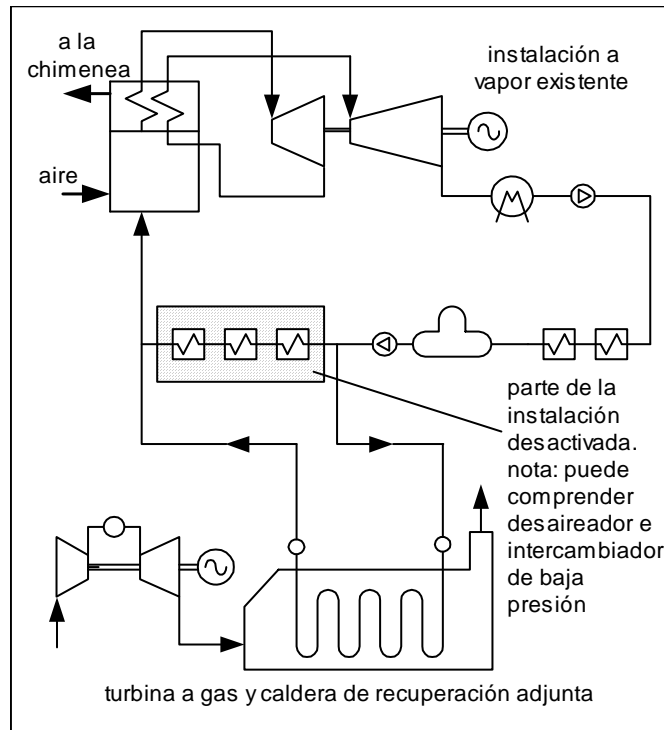 a la
chimenea
instalación a
vapor existente
aire
parte de la
instalación
desactivada.
nota: puede
comprender
desaireador e
intercambiador
de baja
presión
turbina a gas y caldera de recuperación adjunta